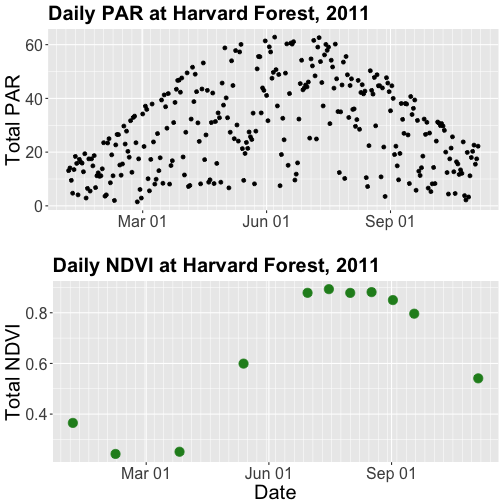 Daily PAR at Harvard Forest, 2011
Total PAR
60
40
20
0
Mar 01 Jun 01 Sep 01
Daily NDVI at Harvard Forest, 2011
Total NDVI
0.8
0.6
0.4
Mar 01 Jun 01 Sep 01
Date